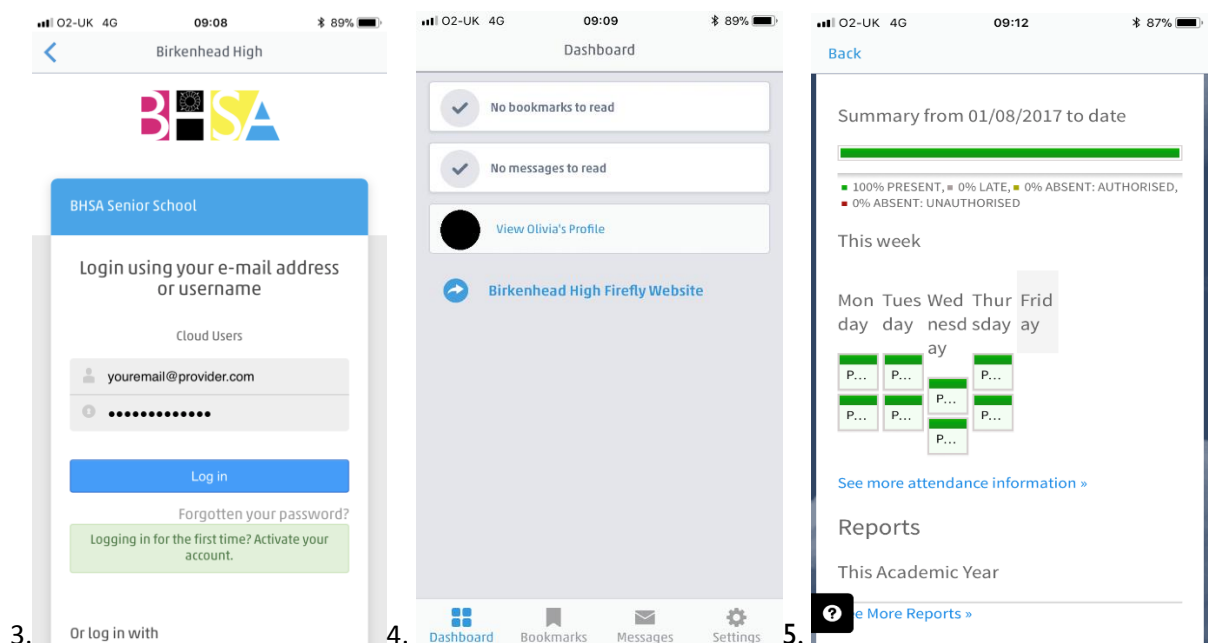 O2-UK 4G 09:08 89%
Birkenhead High
BHSA
BHSA Senior School
Login using your e-mail address
or username
Cloud Users
youremail@provider.com
Log in
Forgotten your password?
Logging in for the first time? Activate your
account.
Or log in with
3.
O2-UK 4G 09:09 89%
Dashboard
No bookmarks to read
No messages to read
View Olivia's Profile
Birkenhead High Firefly Website
Dashboard Bookmarks Messages Settings
4.
O2-UK 4G 09:12 87%
Back
Summary from 01/08/2017 to date
100% PRESENT, 0% LATE, 0% ABSENT: AUTHORISED,
0% ABSENT: UNAUTHORISED
This week
Mon Tues Wed Thur Frid
day day nesd sday ay
ay
P... P... P...
P...
P... P... P...
P...
See more attendance information »
Reports
This Academic Year
? e More Reports »
5.